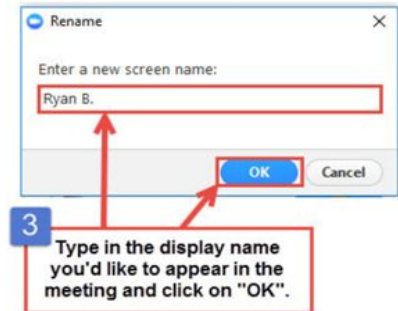 Rename
Enter a new screen name:
Ryan B.
OK
Cancel
3
Type in the display name
you'd like to appear in the
meeting and click on "OK".